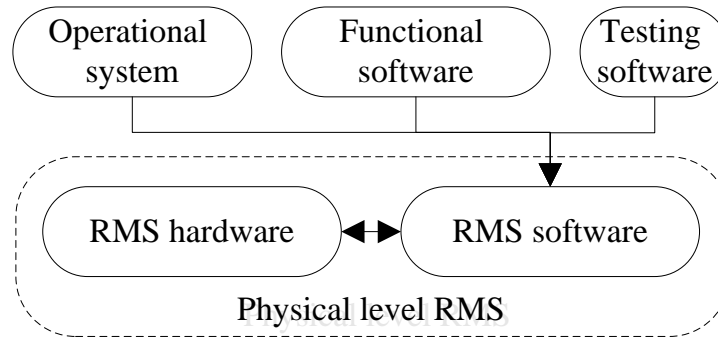 Operational
system
Functional
software
Testing
software
RMS hardware
RMS software
Physical level RMS